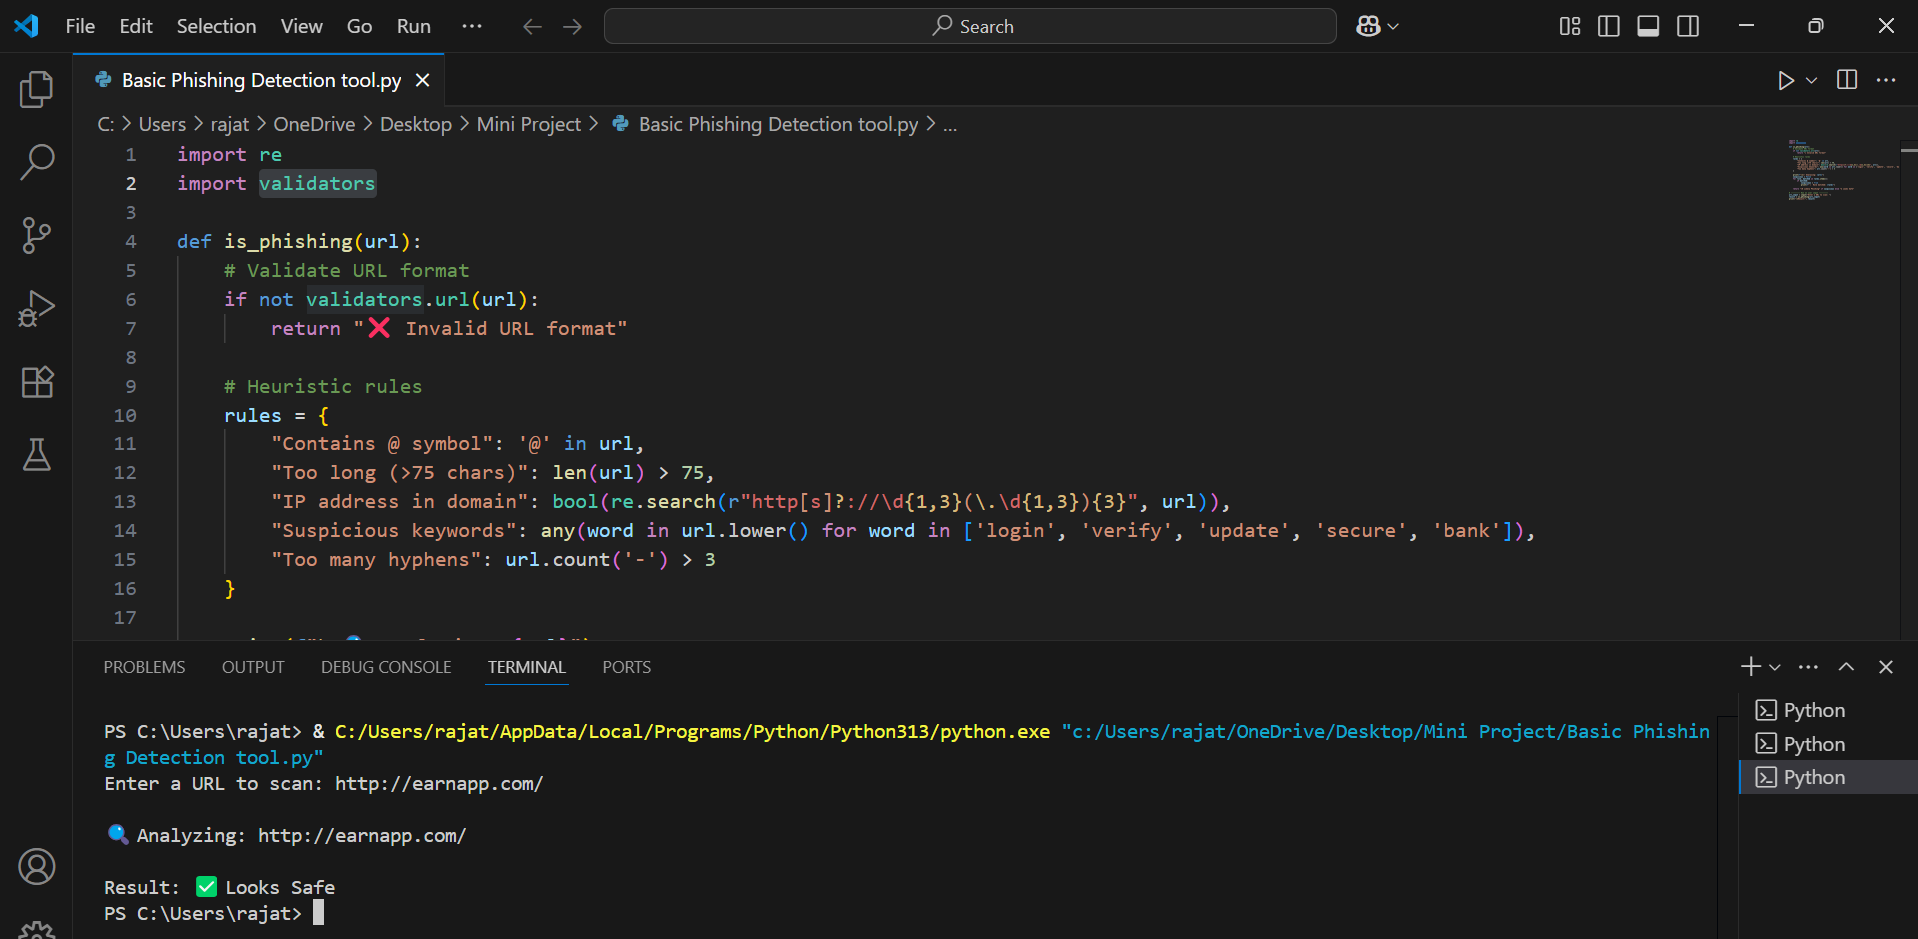 File Edit Selection View Go Run ··· Search
Basic Phishing Detection tool.py
C: > Users > rajat > OneDrive > Desktop > Mini Project > Basic Phishing Detection tool.py > ...
1 import re
2 import validators
3
4 def is_phishing(url):
5 # Validate URL format
6 if not validators.url(url):
7 return "❌ Invalid URL format"
8
9 # Heuristic rules
10 rules = {
11 "Contains @ symbol": '@' in url,
12 "Too long (>75 chars)": len(url) > 75,
13 "IP address in domain": bool(re.search(r"http[s]?://\d{1,3}(\.\d{1,3}){3}", url)),
14 "Suspicious keywords": any(word in url.lower() for word in ['login', 'verify', 'update', 'secure', 'bank']),
15 "Too many hyphens": url.count('-') > 3
16 }
17
PROBLEMS OUTPUT DEBUG CONSOLE TERMINAL PORTS
PS C:\Users\rajat> & C:/Users/rajat/AppData/Local/Programs/Python/Python313/python.exe "c:/Users/rajat/OneDrive/Desktop/Mini Project/Basic Phishin
g Detection tool.py"
Enter a URL to scan: http://earnapp.com/
🔍 Analyzing: http://earnapp.com/
Result: ✅ Looks Safe
PS C:\Users\rajat>
Python
Python
Python